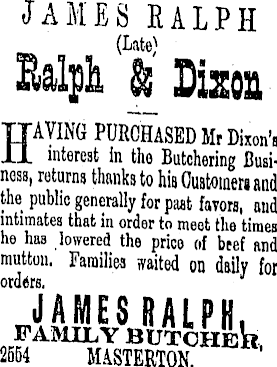 JAMES RALPH
(Late)
Ralph & Dixon
HAVING PURCHASED Mr Dixon's
interest in the Butchering Busi-
ness, returns thanks to his Customers and
the public generally for past favors, and
intimates that in order to meet the times
he has lowered the price of beef and
mutton. Families waited on daily for
orders.
JAMES RALPH,
FAMILY BUTCHER,
2554 MASTERTON.